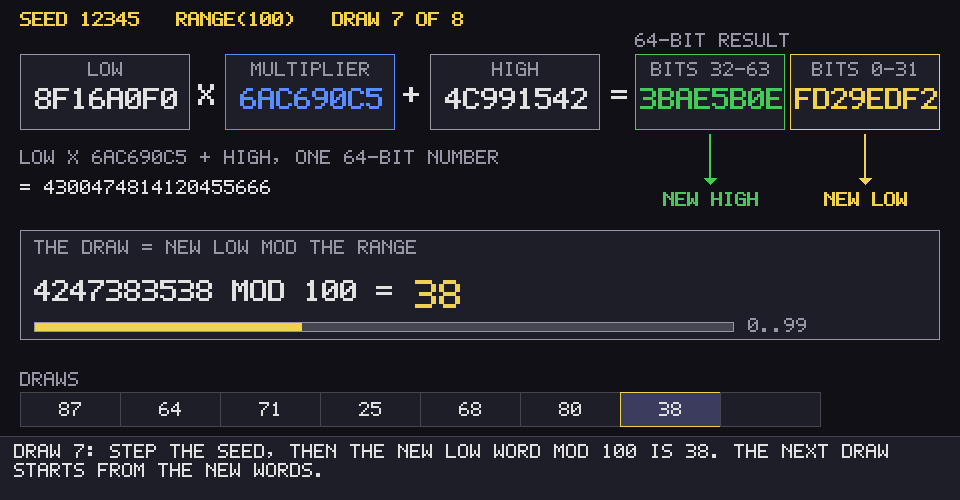 SEED 12345 RANGE(100) DRAW 7 OF 8
64-BIT RESULT
LOW MULTIPLIER HIGH BITS 32-63 BITS 0-31
8F16A0F0 X 6AC690C5 + 4C991542 = 3BAE5B0E FD29EDF2
LOW X 6AC690C5 + HIGH, ONE 64-BIT NUMBER
= 4300474814120455666
NEW HIGH NEW LOW
THE DRAW = NEW LOW MOD THE RANGE
4247383538 MOD 100 = 38
0..99
DRAWS
87 64 71 25 68 80 38
DRAW 7: STEP THE SEED, THEN THE NEW LOW WORD MOD 100 IS 38. THE NEXT DRAW
STARTS FROM THE NEW WORDS.